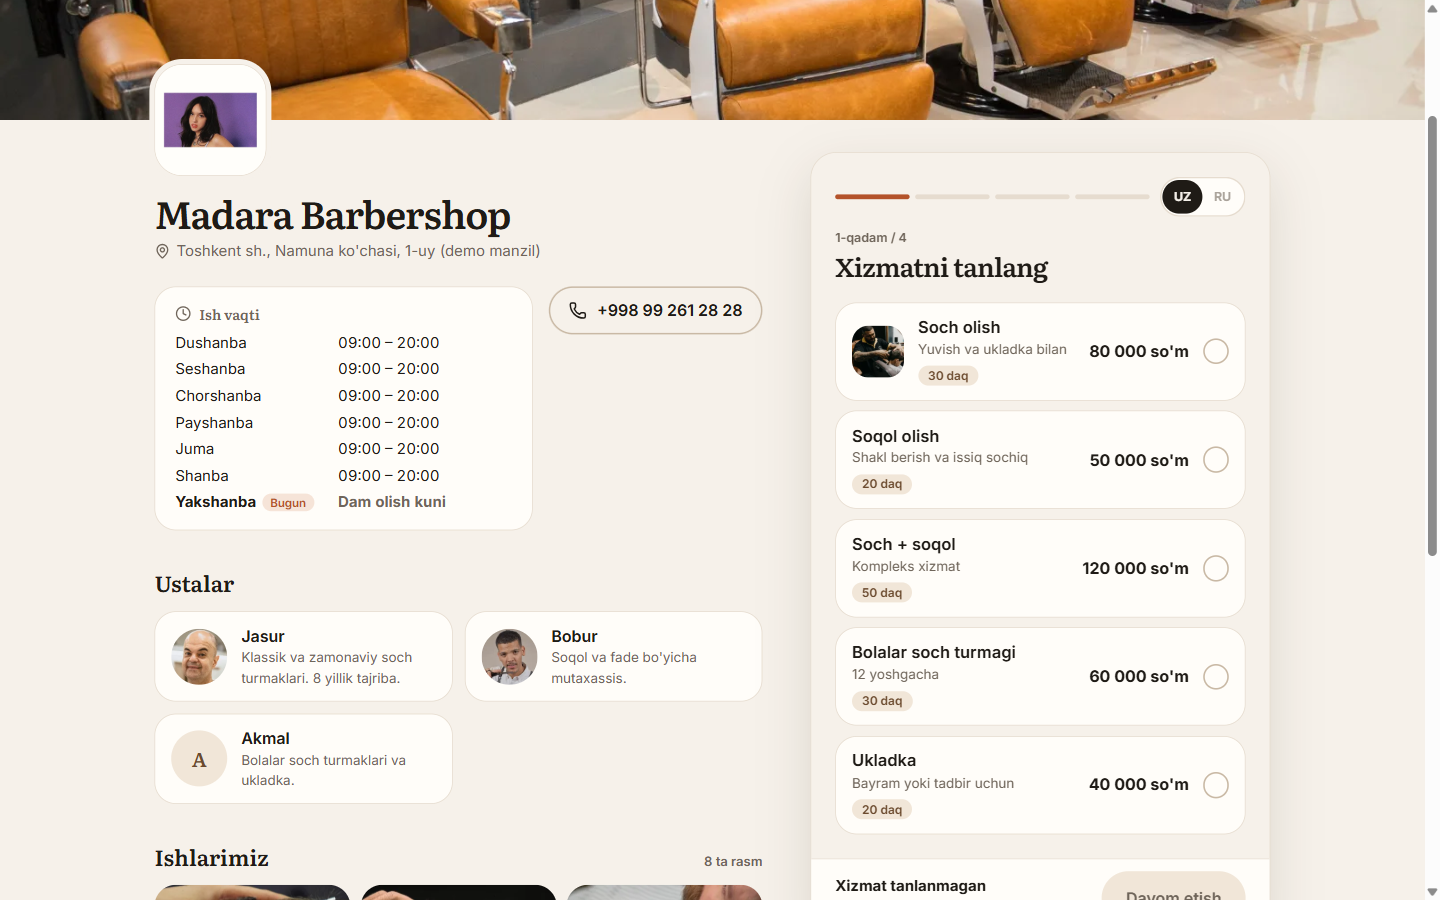 Madara Barbershop
Toshkent sh., Namuna ko'chasi, 1-uy (demo manzil)
Ish vaqti
Dushanba 09:00 – 20:00
Seshanba 09:00 – 20:00
Chorshanba 09:00 – 20:00
Payshanba 09:00 – 20:00
Juma 09:00 – 20:00
Shanba 09:00 – 20:00
Yakshanba Bugun Dam olish kuni
+998 99 261 28 28
Ustalar
Jasur
Klassik va zamonaviy soch
turmaklari. 8 yillik tajriba.
Bobur
Soqol va fade bo'yicha
mutaxassis.
A
Akmal
Bolalar soch turmaklari va
ukladka.
Ishlarimiz
8 ta rasm
UZ RU
1-qadam / 4
Xizmatni tanlang
Soch olish
Yuvish va ukladka bilan
30 daq
80 000 so'm
Soqol olish
Shakl berish va issiq sochiq
20 daq
50 000 so'm
Soch + soqol
Kompleks xizmat
50 daq
120 000 so'm
Bolalar soch turmagi
12 yoshgacha
30 daq
60 000 so'm
Ukladka
Bayram yoki tadbir uchun
20 daq
40 000 so'm
Xizmat tanlanmagan
Davom etish